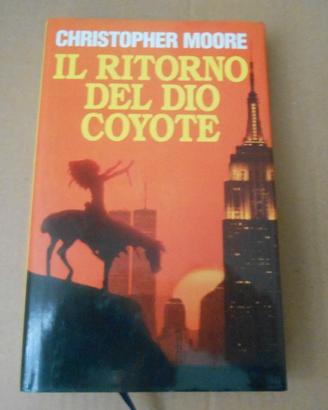 CHRISTOPHER MOORE
IL RITORNO
DEL DIO
COYOTE